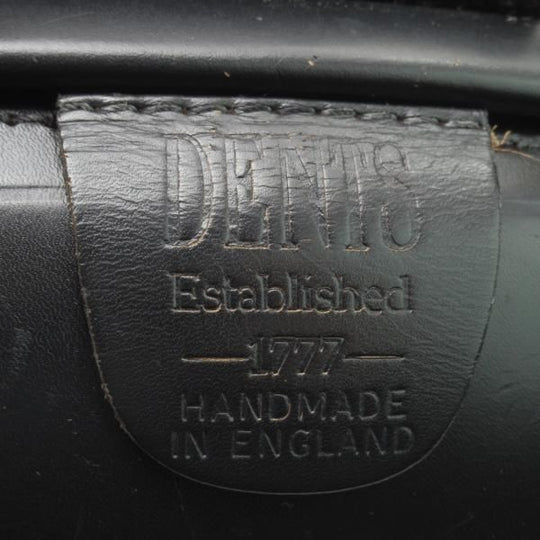 DENTS
Established
1777
HANDMADE
IN ENGLAND